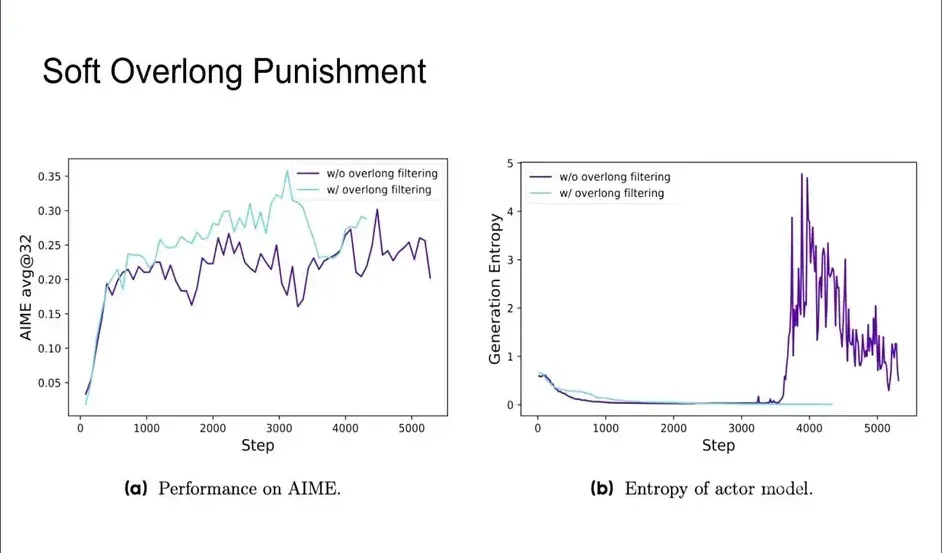 Soft Overlong Punishment
0.35
0.30
0.25
0.20
0.15
0.10
0.05
AIME avg@32
w/o overlong filtering
w/ overlong filtering
0
1000
2000
3000
4000
5000
Step
(a) Performance on AIME.
5
4
3
2
1
0
Generation Entropy
w/o overlong filtering
w/ overlong filtering
0
1000
2000
3000
4000
5000
Step
(b) Entropy of actor model.